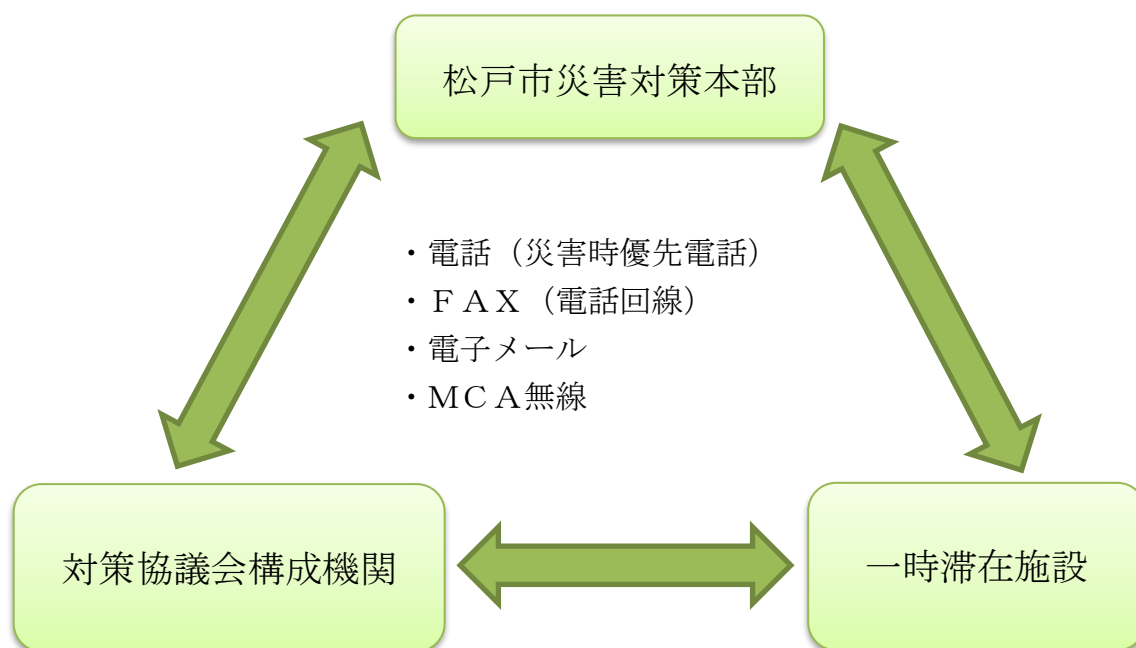 松戸市災害対策本部
・電話（災害時優先電話）
・ＦＡＸ（電話回線）
・電子メール
・ＭＣＡ無線
対策協議会構成機関
一時滞在施設